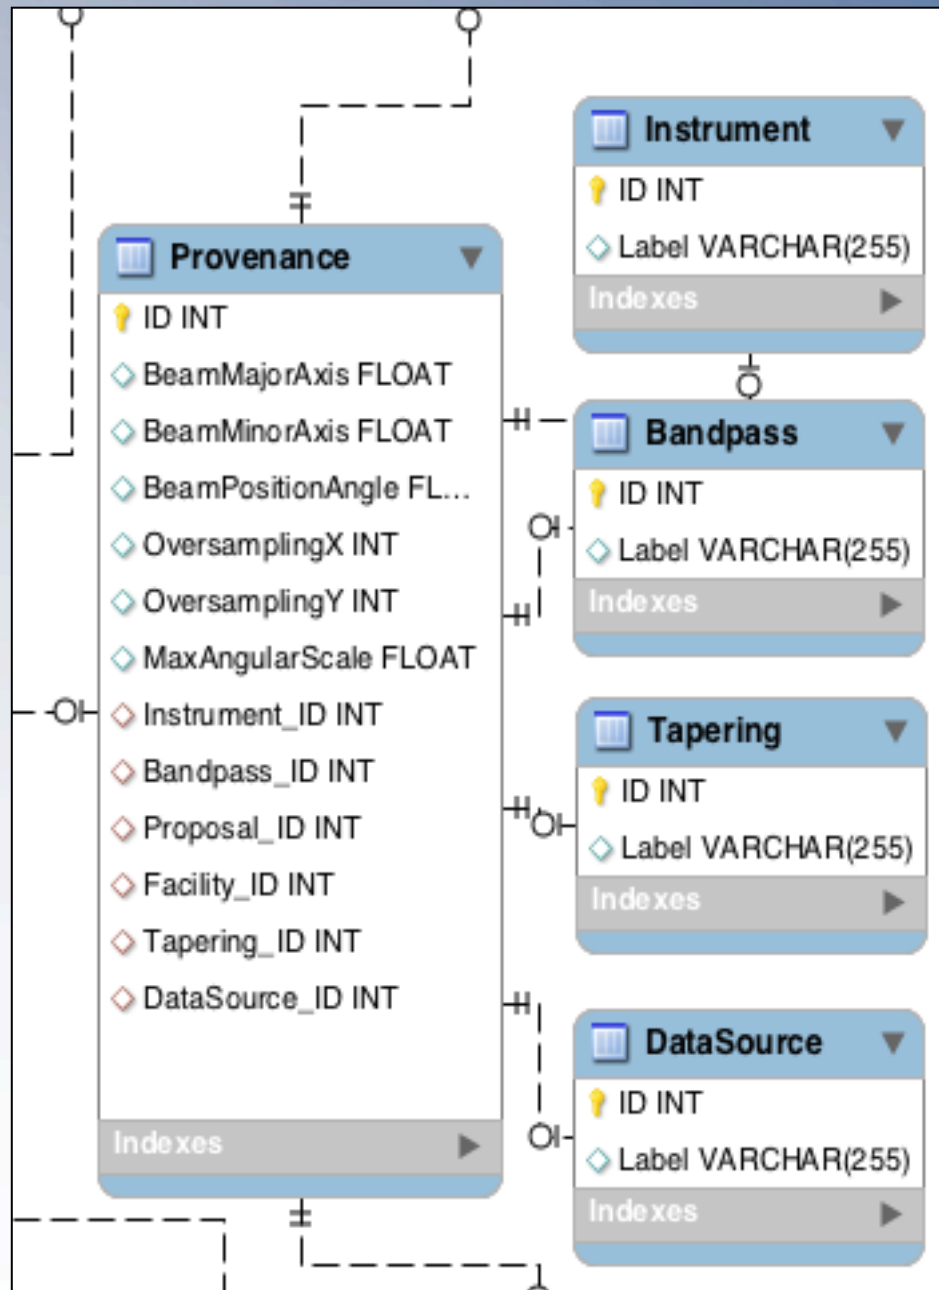 Provenance
ID INT
BeamMajorAxis FLOAT
BeamMinorAxis FLOAT
BeamPositionAngle FL...
OversamplingX INT
OversamplingY INT
MaxAngularScale FLOAT
Instrument_ID INT
Bandpass_ID INT
Proposal_ID INT
Facility_ID INT
Tapering_ID INT
DataSource_ID INT
Indexes
Instrument
ID INT
Label VARCHAR(255)
Indexes
Bandpass
ID INT
Label VARCHAR(255)
Indexes
Tapering
ID INT
Label VARCHAR(255)
Indexes
DataSource
ID INT
Label VARCHAR(255)
Indexes